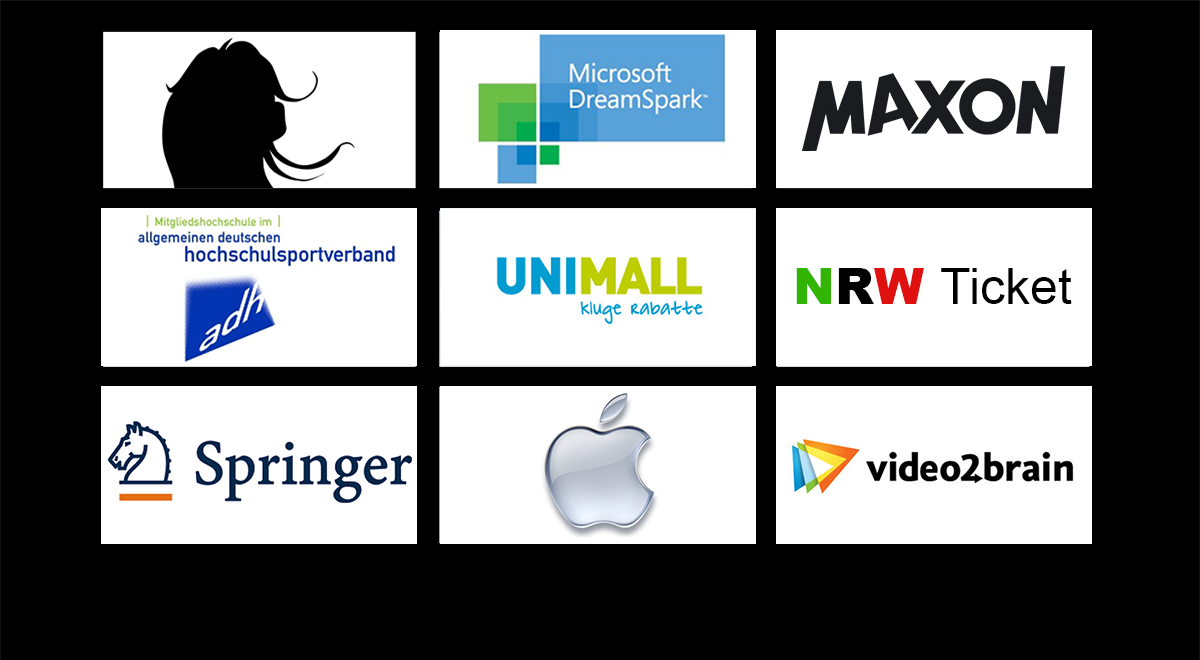 Microsoft
DreamSpark™
MAXON
| Mitgliedshochschule im |
allgemeinen deutschen
hochschulsportverband
adh
UNIMALL
kluge Rabatte
NRW Ticket
Springer
video2brain